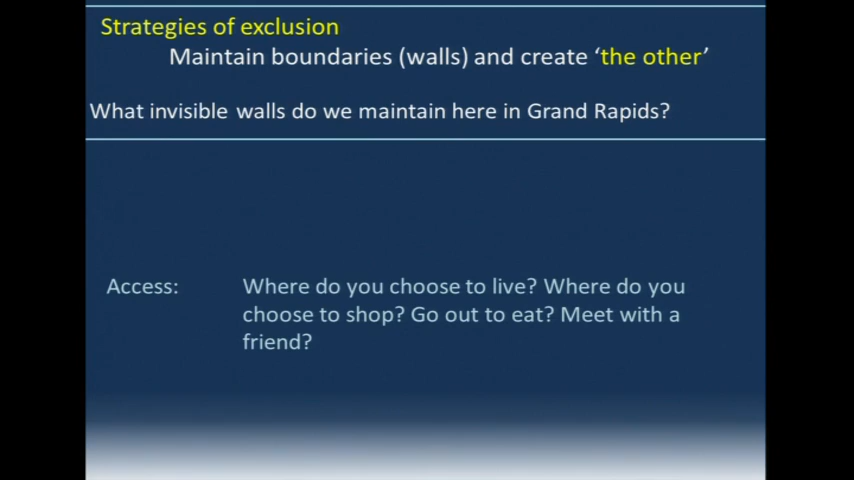 Strategies of exclusion
Maintain boundaries (walls) and create ‘the other’
What invisible walls do we maintain here in Grand Rapids?
Access: Where do you choose to live? Where do you
choose to shop? Go out to eat? Meet with a
friend?